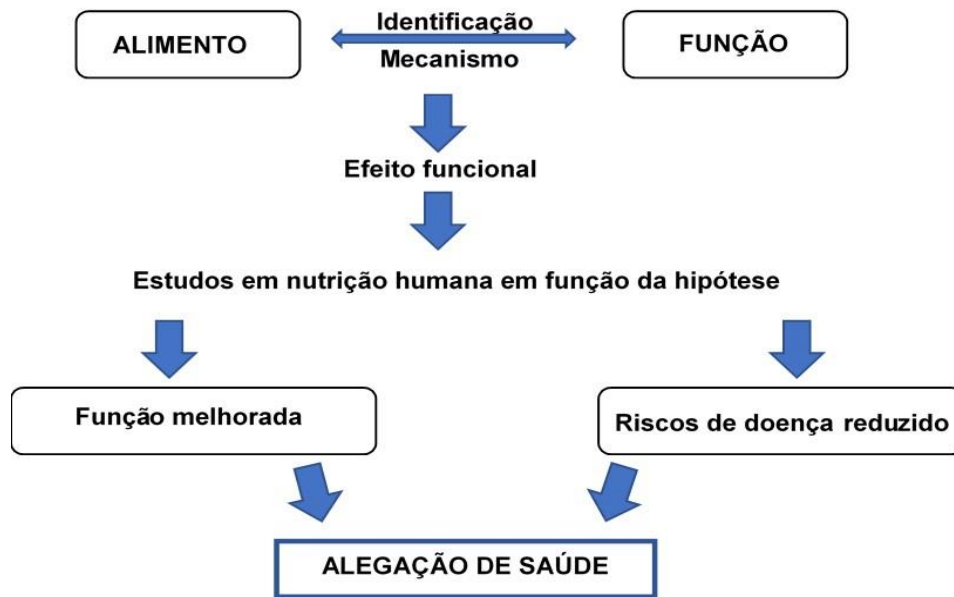 ALIMENTO
Identificação
Mecanismo
FUNÇÃO
Efeito funcional
Estudos em nutrição humana em função da hipótese
Função melhorada
Riscos de doença reduzido
ALEGAÇÃO DE SAÚDE